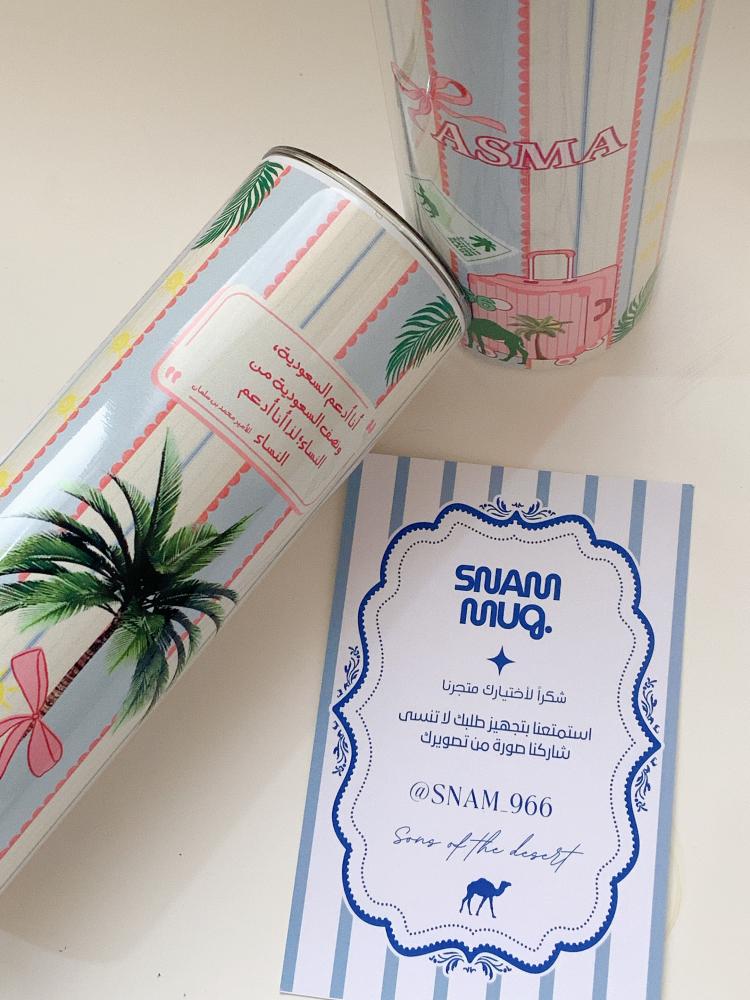 ASMA
أنا أدعم السعودية،
ونصف السعودية من
النساء؛ لذا أنا أدعم
النساء
الأمير محمد بن سلمان
SNAM
MUG.
شكراً لأختيارك متجرنا
استمتعنا بتجهيز طلبك لا تنسى
شاركنا صورة من تصويرك
@SNAM_966
Sons of the desert